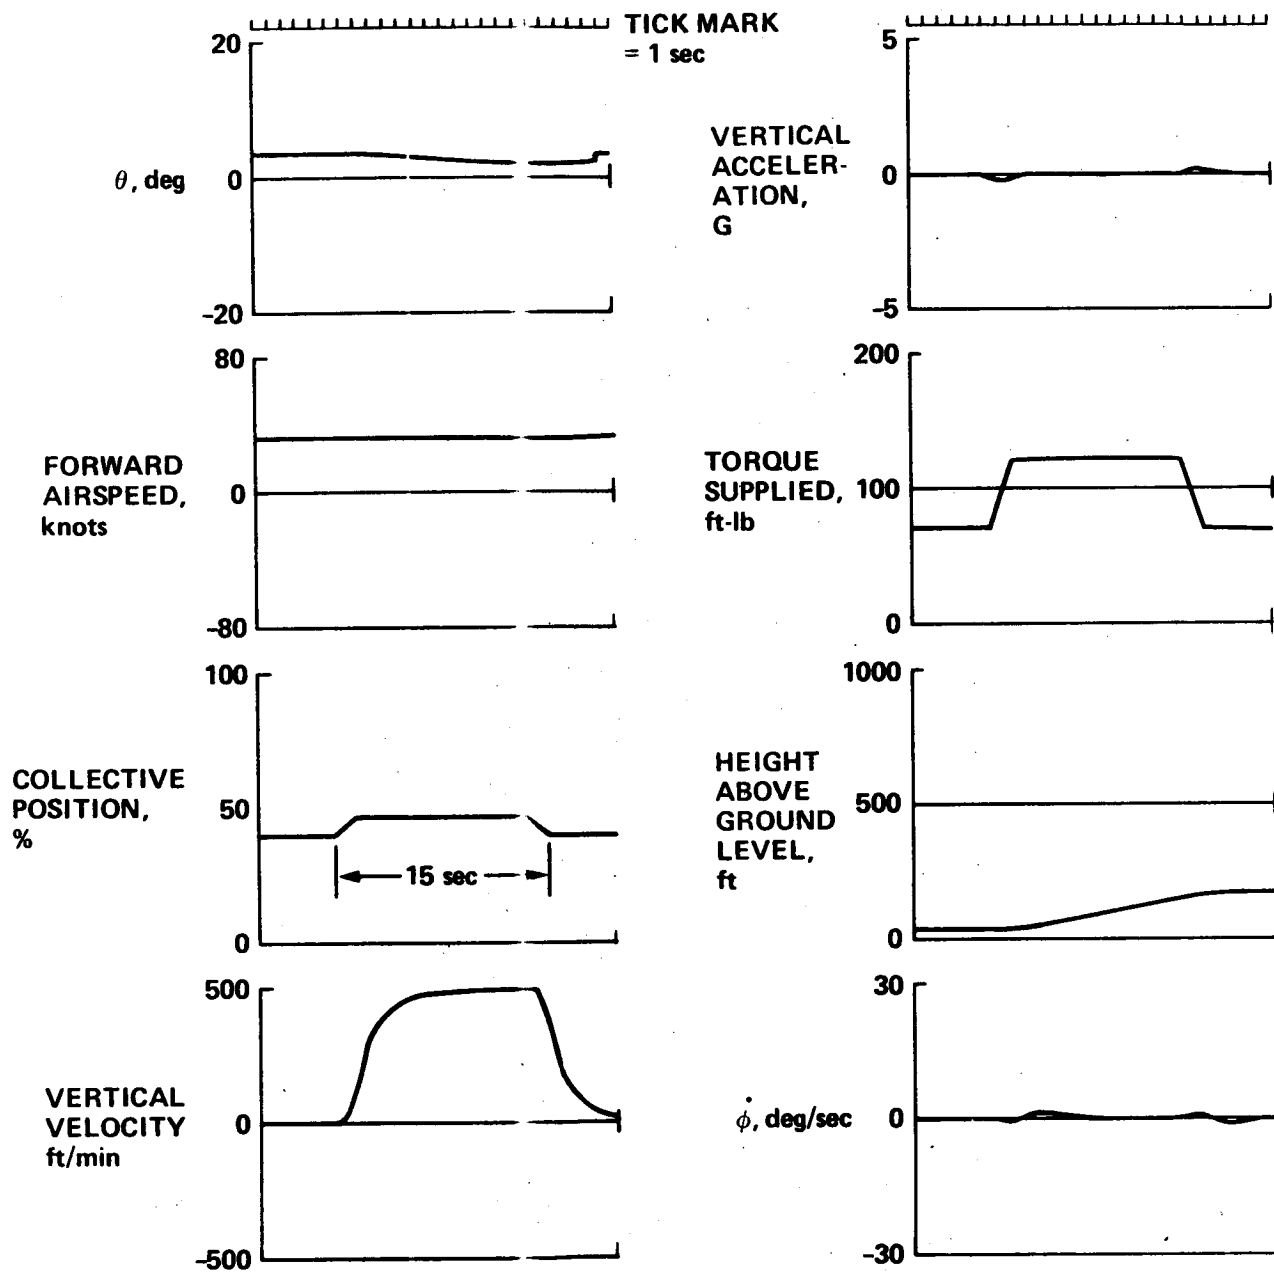 TICK MARK
= 1 sec
20
θ, deg
0
–20
80
FORWARD
AIRSPEED,
knots
0
–80
100
COLLECTIVE
POSITION,
%
50
15 sec
0
500
VERTICAL
VELOCITY
ft/min
0
–500
5
VERTICAL
ACCELER-
ATION,
G
0
–5
200
TORQUE
SUPPLIED,
ft-lb
100
0
1000
HEIGHT
ABOVE
GROUND
LEVEL,
ft
500
0
30
φ̇, deg/sec
0
–30